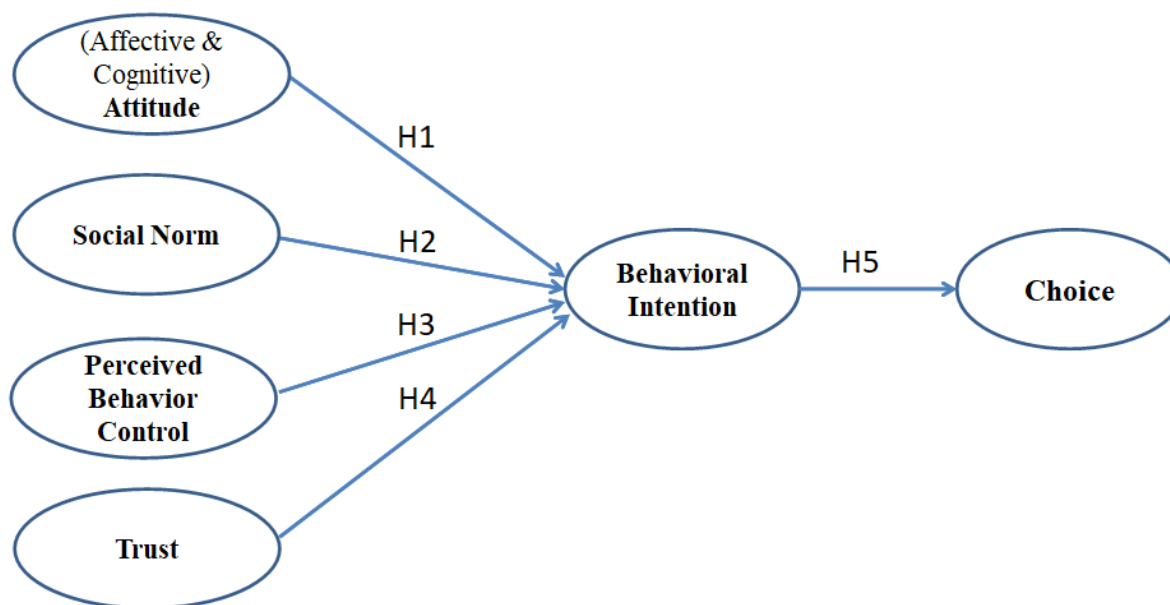 (Affective &
Cognitive)
Attitude
H1
Social Norm
H2
Behavioral
Intention
H5
Choice
H3
Perceived
Behavior
Control
H4
Trust